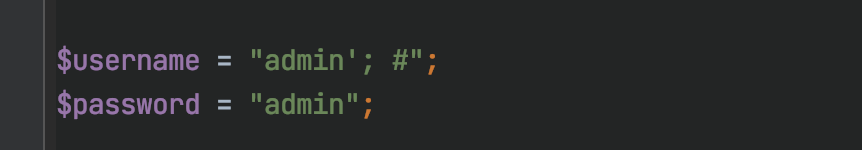 $username = "admin'; #";
$password = "admin";